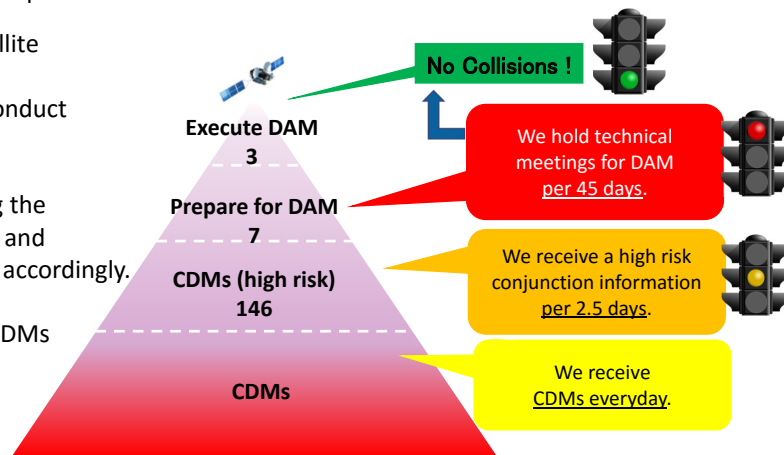 llite
onduct
g the
and
accordingly.
DMs
No Collisions !
Execute DAM
3
We hold technical
meetings for DAM
per 45 days.
Prepare for DAM
7
We receive a high risk
conjunction information
per 2.5 days.
CDMs (high risk)
146
We receive
CDMs everyday.
CDMs